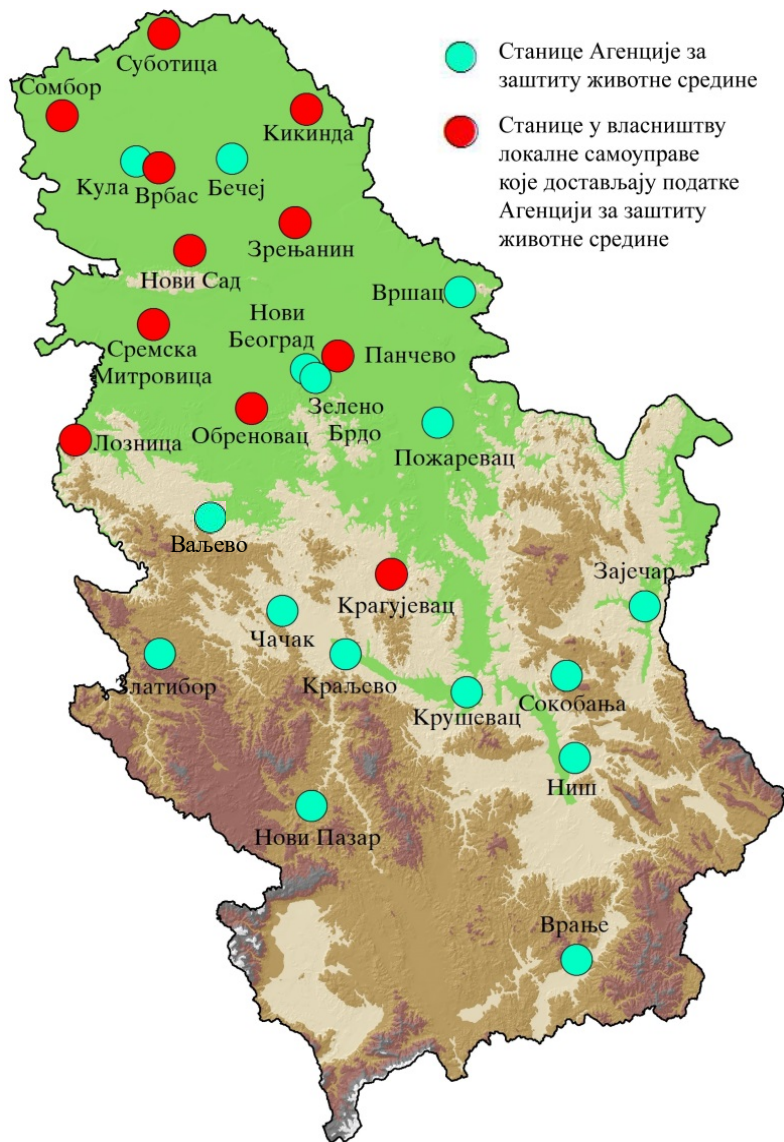 Суботица
Сомбор
Кикинда
Кула
Врбас
Бечеј
Зрењанин
Нови Сад
Вршац
Нови
Београд
Сремска
Митровица
Панчево
Зелено
Брдо
Обреновац
Лозница
Пожаревац
Ваљево
Зајечар
Крагујевац
Чачак
Златибор
Краљево
Крушевац
Сокобања
Ниш
Нови Пазар
Врање
Станице Агенције за
заштиту животне средине
Станице у власништву
локалне самоуправе
које достављају податке
Агенцији за заштиту
животне средине